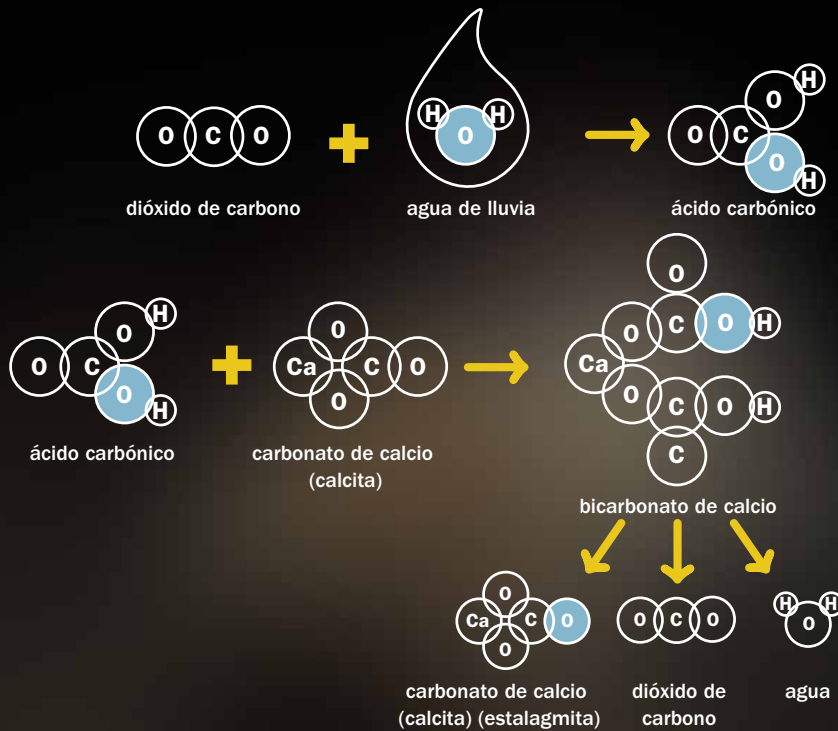 H
O
H H
O C O + O → O C
O
H
dióxido de carbono agua de lluvia ácido carbónico
O
O H
O C O H
O C + Ca C O → C O H
O O Ca
H O C O H
C
ácido carbónico carbonato de calcio
(calcita)
bicarbonato de calcio
O
Ca C O O C O H H
O O
carbonato de calcio dióxido de agua
(calcita) (estalagmita) carbono